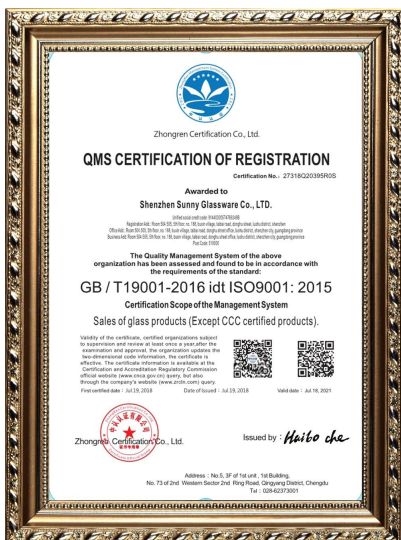 Zhongren Certification Co., Ltd.
QMS CERTIFICATION OF REGISTRATION
Certification No.: 27318Q20395R0S
Awarded to
Shenzhen Sunny Glassware Co., LTD.
The Quality Management System of the above
organization has been assessed and found to be in accordance with
the requirements of the standard:
GB / T19001-2016 idt ISO9001: 2015
Certification Scope of the Management System
Sales of glass products (Except CCC certified products).
Validity of the certificate, certified organizations subject
to supervision and review at least once a year.after the
examination and approval, the organization updates the
two-dimensional code information, the certificate is
effective. The certificate information is available at the
Certification and Accreditation Regulatory Commission
official website (www.cnca.gov.cn) query, but also
through the company's website (www.zrctn.com) query.
First certified date : Jul.19, 2018 Date of Issued : Jul.19, 2018 Valid date : Jul.18, 2021
Zhongren Certification Co., Ltd.
Issued by : Haibo che
Address : No.5, 3F of 1st unit , 1st Building,
No. 73 of 2nd Western Sector 2nd Ring Road, Qingyang District, Chengdu
Tel : 028-62373001